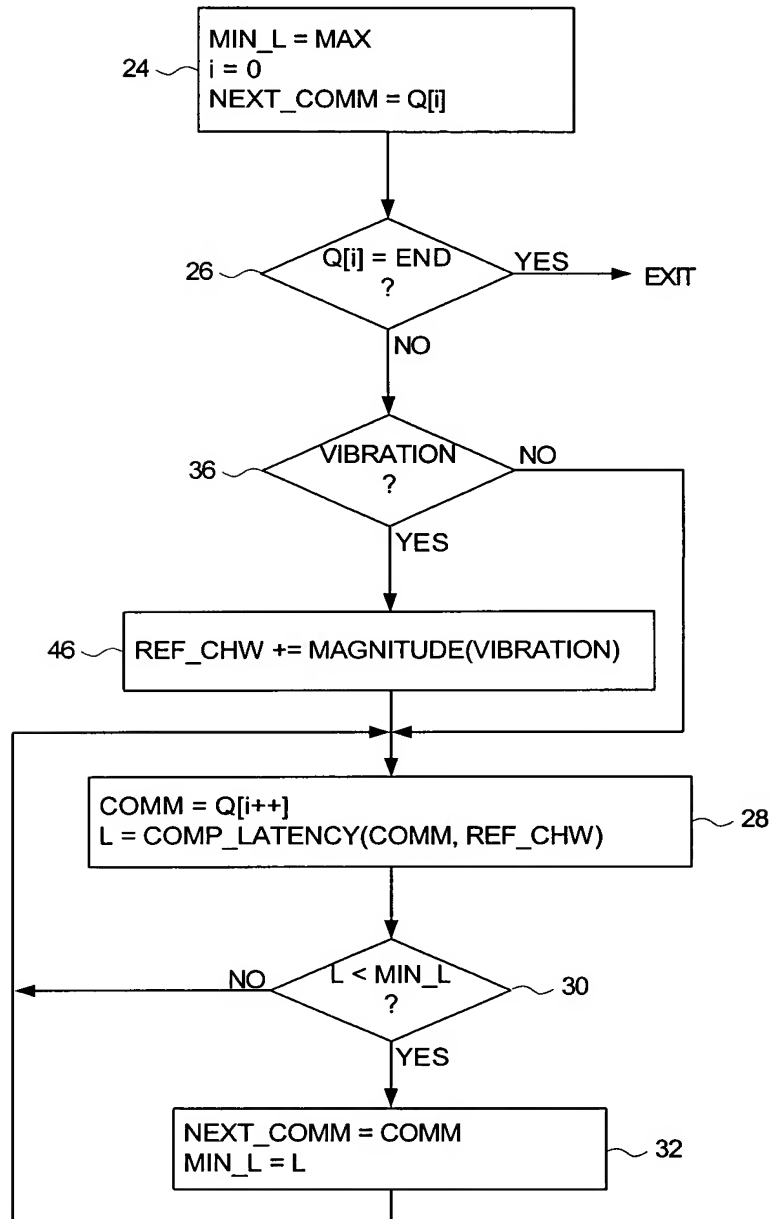 MIN_L = MAX
24
i = 0
NEXT_COMM = Q[i]
Q[i] = END
?
26
YES
EXIT
NO
VIBRATION
?
36
NO
YES
46
REF_CHW += MAGNITUDE(VIBRATION)
COMM = Q[i++]
L = COMP_LATENCY(COMM, REF_CHW)
28
L < MIN_L
?
NO
30
YES
NEXT_COMM = COMM
MIN_L = L
32